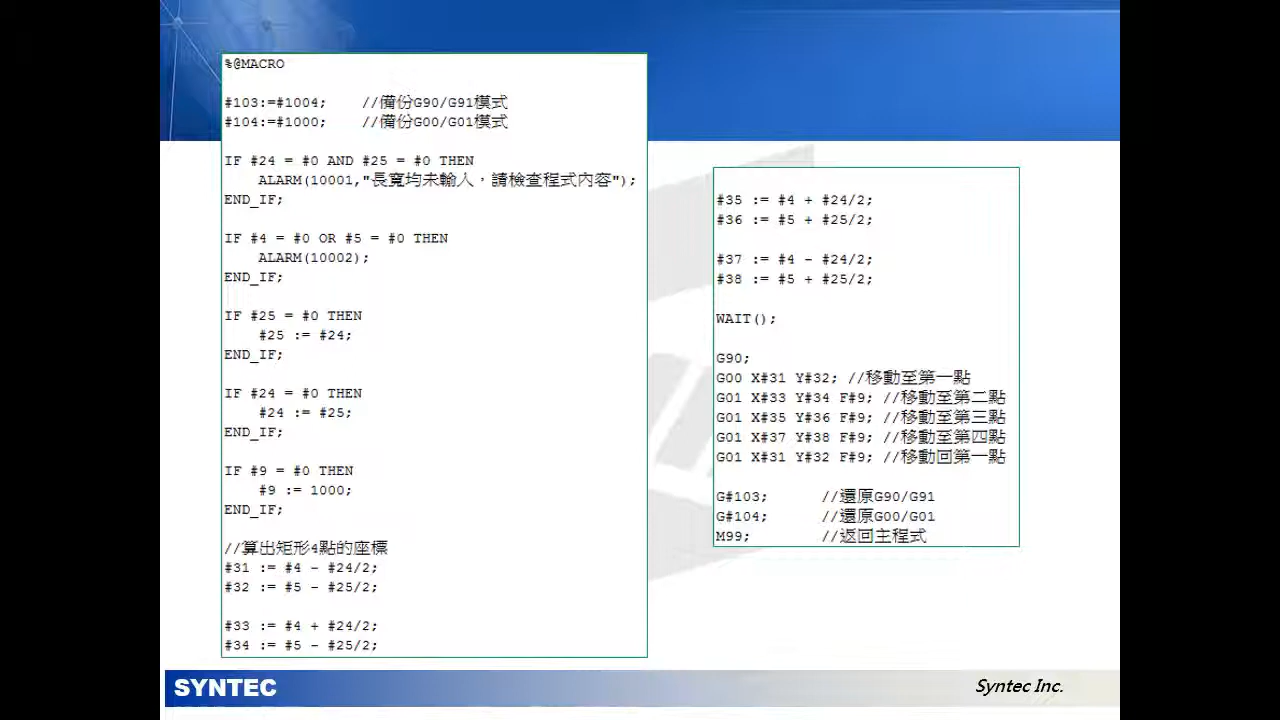 %@MACRO
#103:=#1004; //備份G90/G91模式
#104:=#1000; //備份G00/G01模式
IF #24 = #0 AND #25 = #0 THEN
ALARM(10001,"長寬均未輸入，請檢查程式內容");
END_IF;
IF #4 = #0 OR #5 = #0 THEN
ALARM(10002);
END_IF;
IF #25 = #0 THEN
#25 := #24;
END_IF;
IF #24 = #0 THEN
#24 := #25;
END_IF;
IF #9 = #0 THEN
#9 := 1000;
END_IF;
//算出矩形4點的座標
#31 := #4 - #24/2;
#32 := #5 - #25/2;
#33 := #4 + #24/2;
#34 := #5 - #25/2;
#35 := #4 + #24/2;
#36 := #5 + #25/2;
#37 := #4 - #24/2;
#38 := #5 + #25/2;
WAIT();
G90;
G00 X#31 Y#32; //移動至第一點
G01 X#33 Y#34 F#9; //移動至第二點
G01 X#35 Y#36 F#9; //移動至第三點
G01 X#37 Y#38 F#9; //移動至第四點
G01 X#31 Y#32 F#9; //移動回第一點
G#103; //還原G90/G91
G#104; //還原G00/G01
M99; //返回主程式
SYNTEC
Syntec Inc.